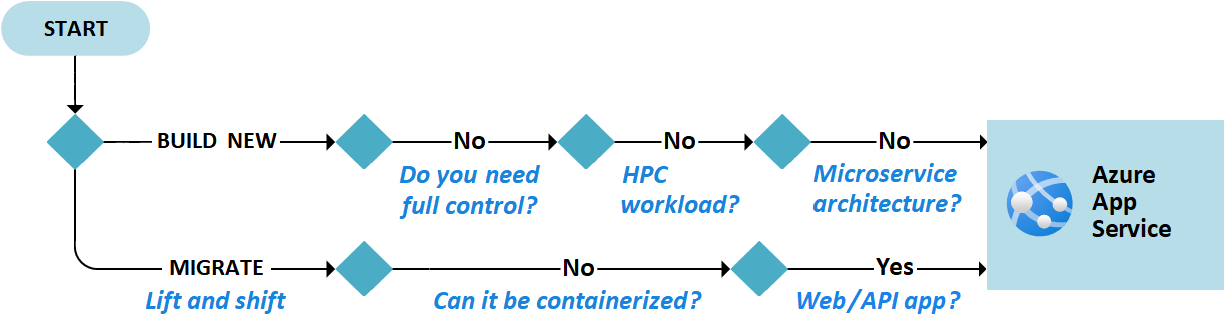 START
BUILD NEW
No
Do you need
full control?
No
HPC
workload?
No
Microservice
architecture?
Azure
App
Service
MIGRATE
Lift and shift
No
Can it be containerized?
Yes
Web/API app?